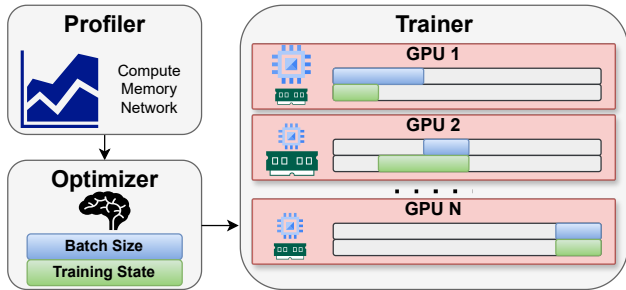 Profiler
Compute
Memory
Network
Optimizer
Batch Size
Training State
Trainer
GPU 1
GPU 2
. . . . .
GPU N